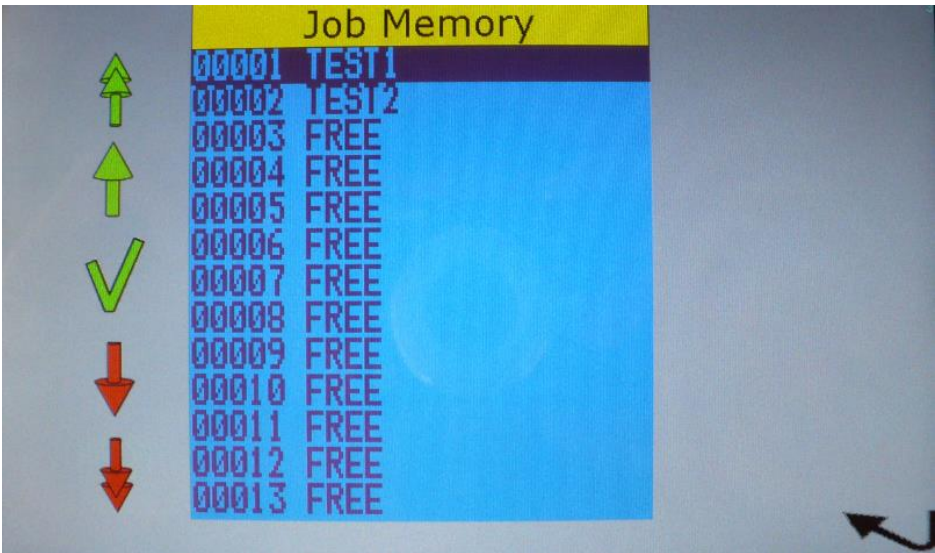 Job Memory
00001 TEST1
00002 TEST2
00003 FREE
00004 FREE
00005 FREE
00006 FREE
00007 FREE
00008 FREE
00009 FREE
00010 FREE
00011 FREE
00012 FREE
00013 FREE